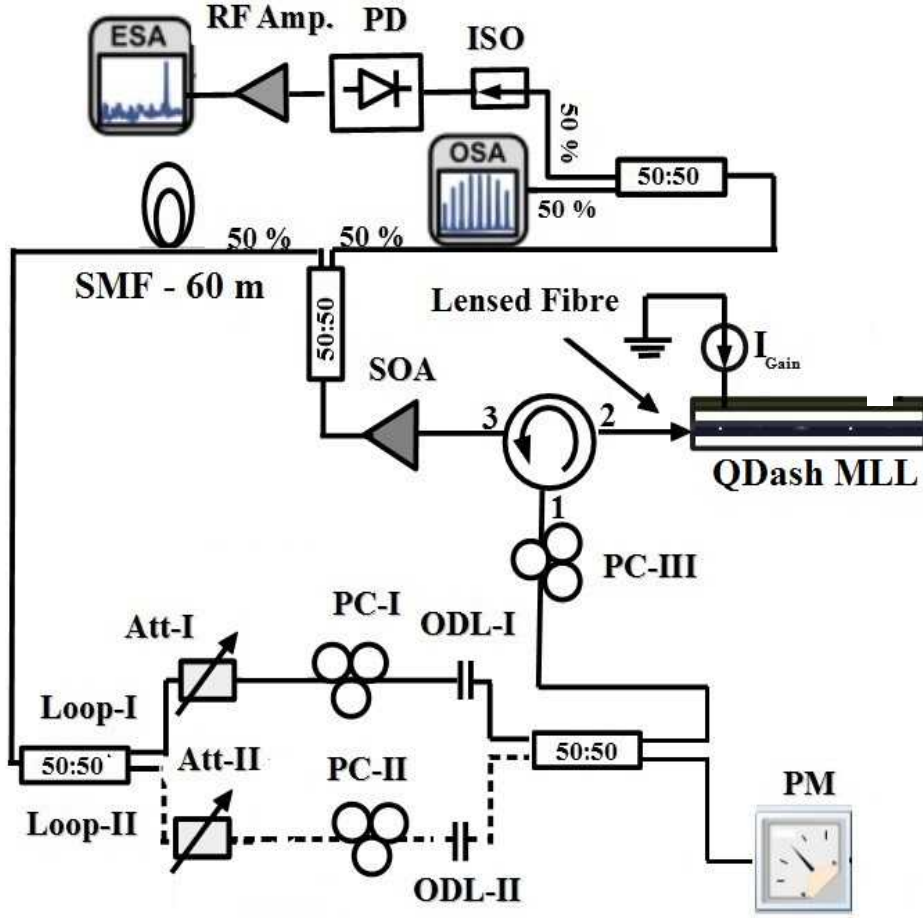 RF Amp.
PD
ISO
ESA
50 %
OSA
50:50
50 %
50 %
50 %
SMF - 60 m
50:50
Lensed Fibre
I Gain
SOA
3
2
QDash MLL
1
PC-III
PC-I
ODL-I
Att-I
Loop-I
50:50
Att-II
PC-II
50:50
Loop-II
PM
ODL-II